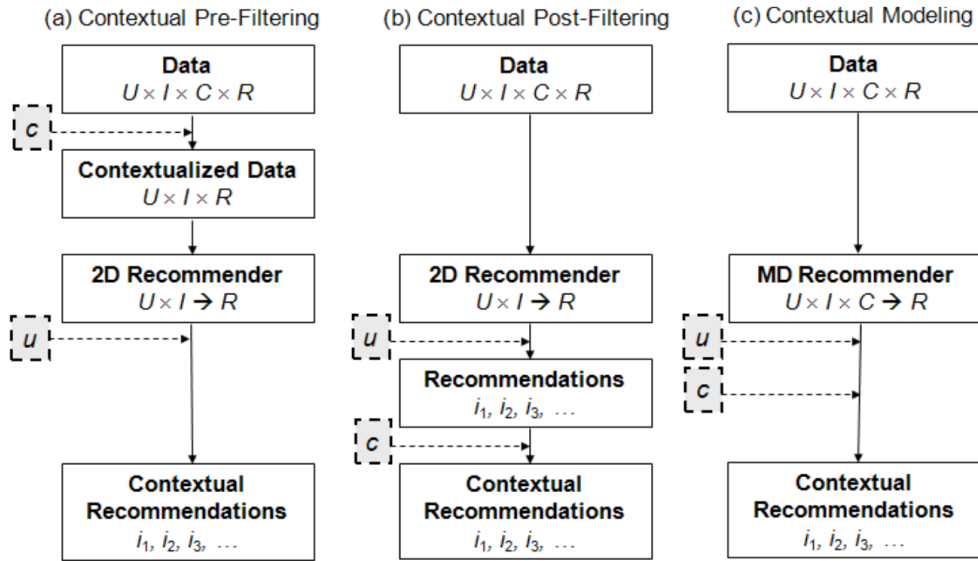 (a) Contextual Pre-Filtering
Data
U × I × C × R
c
Contextualized Data
U × I × R
2D Recommender
U × I → R
u
Contextual
Recommendations
i₁, i₂, i₃, …
(b) Contextual Post-Filtering
Data
U × I × C × R
2D Recommender
U × I → R
u
Recommendations
i₁, i₂, i₃, …
c
Contextual
Recommendations
i₁, i₂, i₃, …
(c) Contextual Modeling
Data
U × I × C × R
MD Recommender
U × I × C → R
u
c
Contextual
Recommendations
i₁, i₂, i₃, …